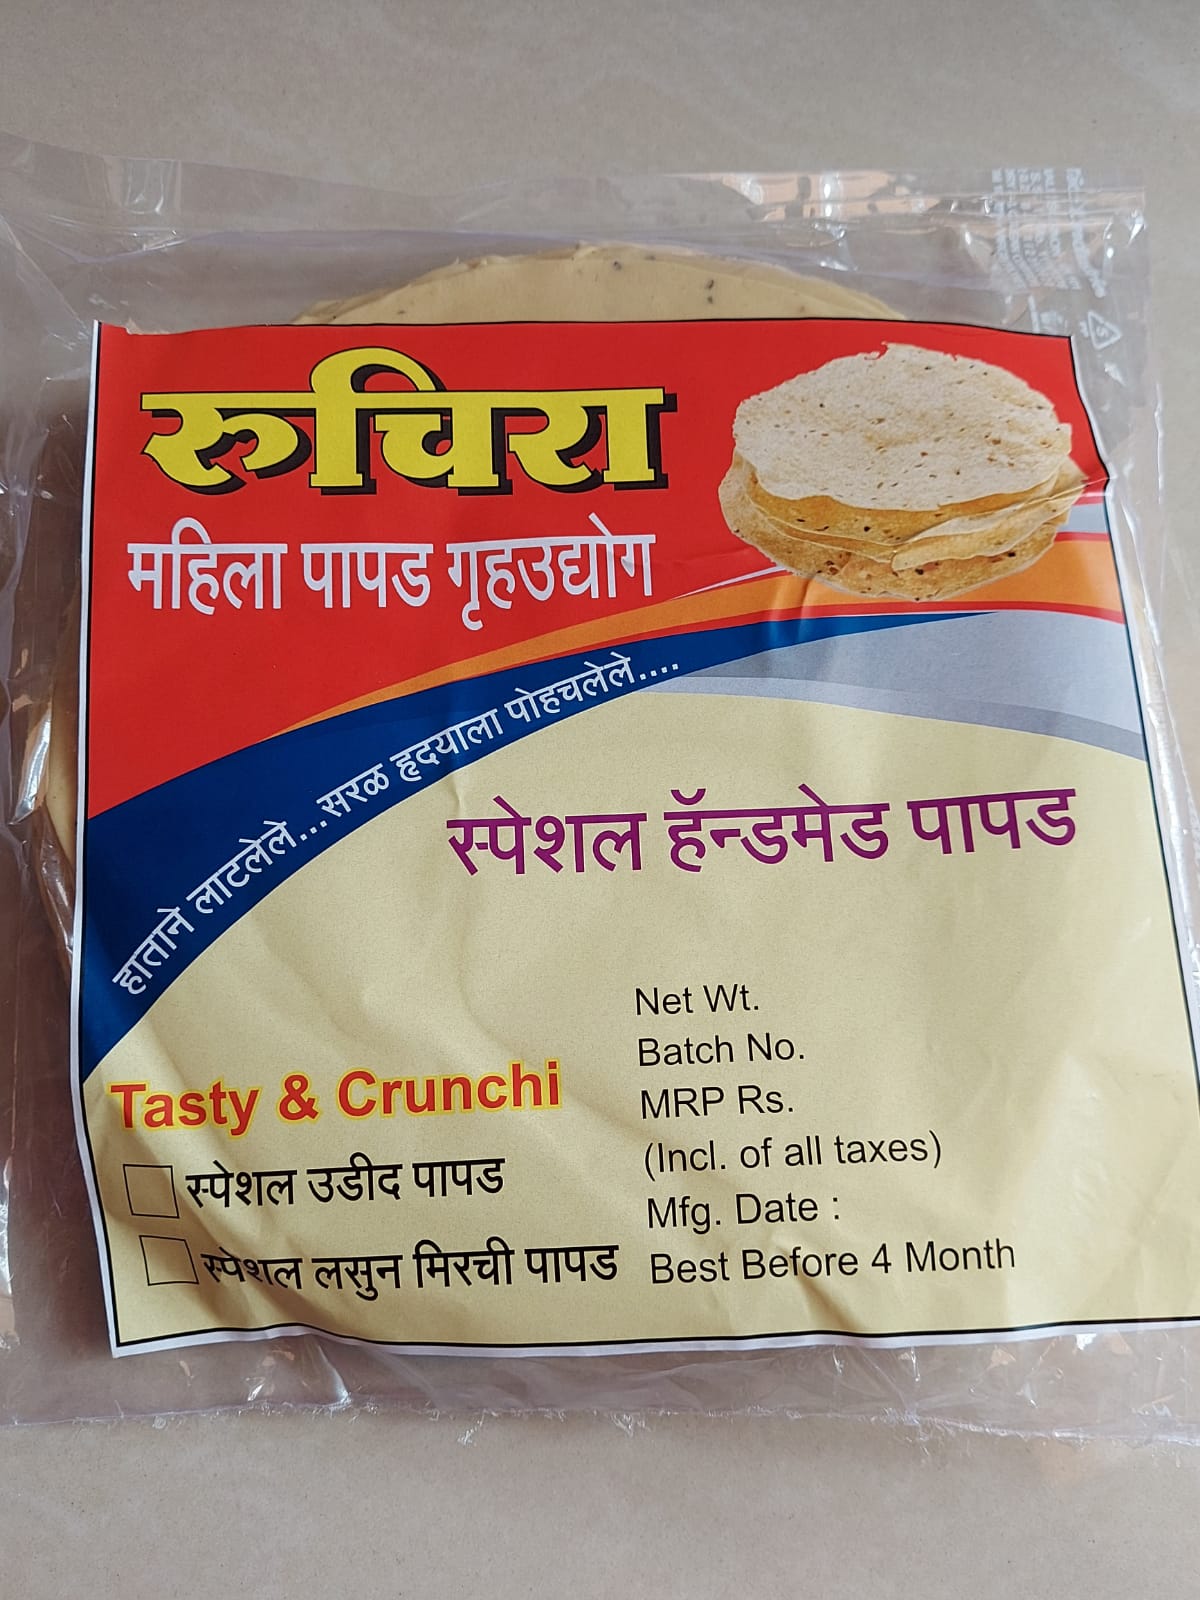 रुचिरा
महिला पापड गृहउद्योग
हाताने लाटलेले...सरळ हृदयाला पोहचलेले....
स्पेशल हॅन्डमेड पापड
Tasty & Crunchi
स्पेशल उडीद पापड
स्पेशल लसुन मिरची पापड
Net Wt.
Batch No.
MRP Rs.
(Incl. of all taxes)
Mfg. Date :
Best Before 4 Month